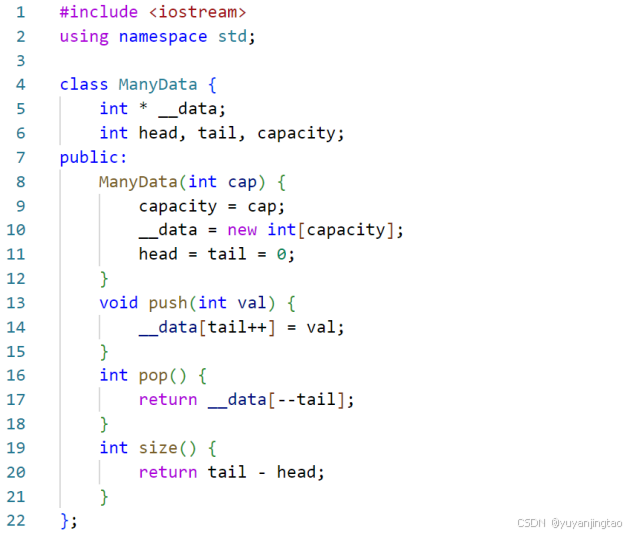 1 #include <iostream>
2 using namespace std;
3
4 class ManyData {
5     int * __data;
6     int head, tail, capacity;
7 public:
8     ManyData(int cap) {
9         capacity = cap;
10         __data = new int[capacity];
11         head = tail = 0;
12     }
13     void push(int val) {
14         __data[tail++] = val;
15     }
16     int pop() {
17         return __data[--tail];
18     }
19     int size() {
20         return tail - head;
21     }
22 };
CSDN @yuyanjingtao